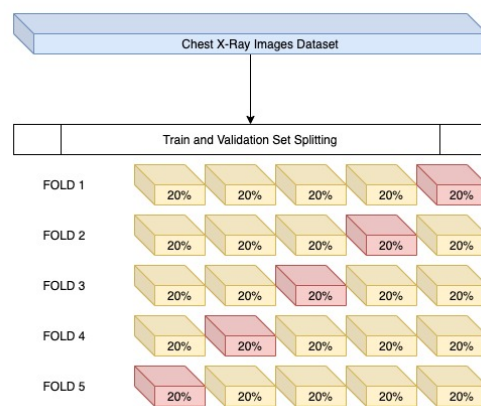 Chest X-Ray Images Dataset
Train and Validation Set Splitting
FOLD 1 20% 20% 20% 20% 20%
FOLD 2 20% 20% 20% 20% 20%
FOLD 3 20% 20% 20% 20% 20%
FOLD 4 20% 20% 20% 20% 20%
FOLD 5 20% 20% 20% 20% 20%